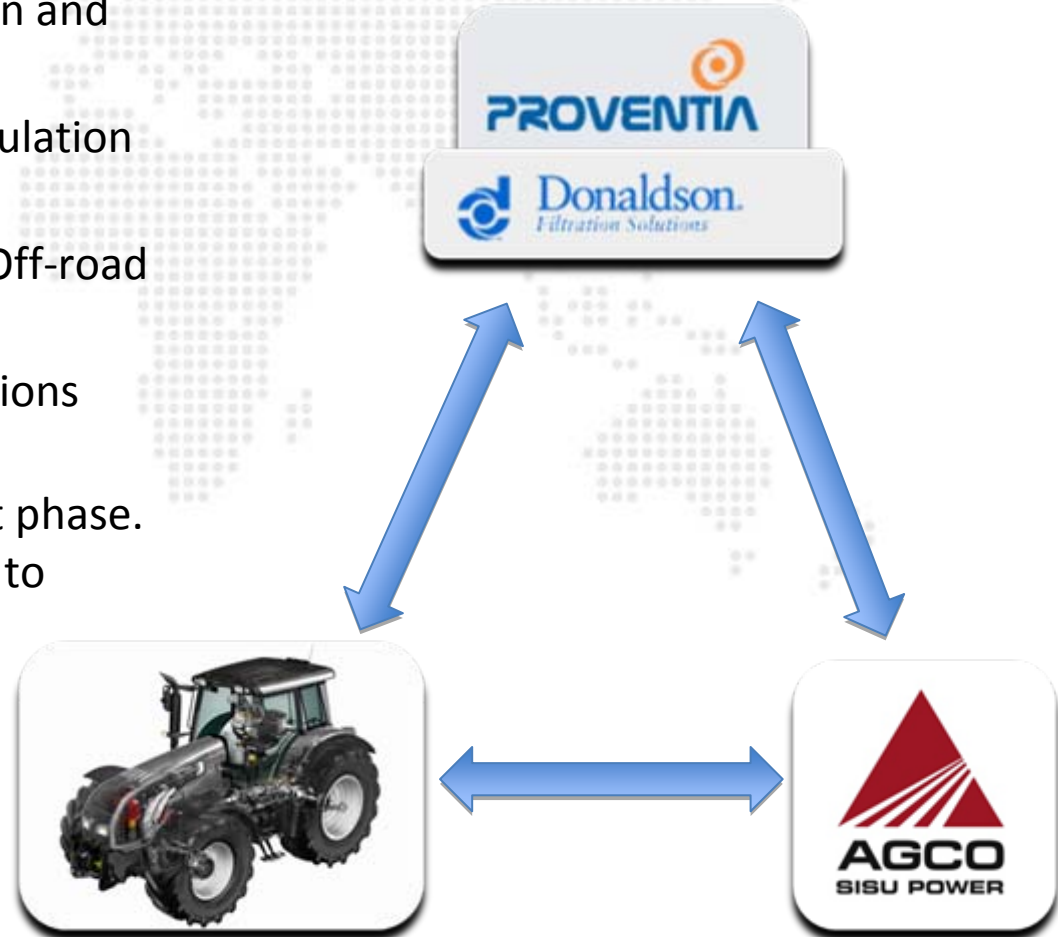 n and
ulation
Off-road
ions
t phase.
to
PROVENTIA
Donaldson.
Filtration Solutions
AGCO
SISU POWER